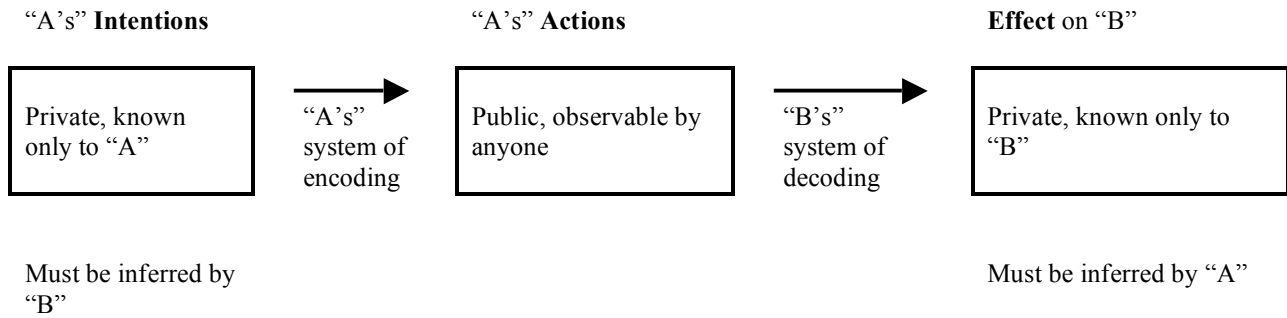 “A’s” Intentions
“A’s” Actions
Effect on “B”
Private, known
only to “A”
“A’s”
system of
encoding
Public, observable by
anyone
“B’s”
system of
decoding
Private, known only to
“B”
Must be inferred by
“B”
Must be inferred by “A”